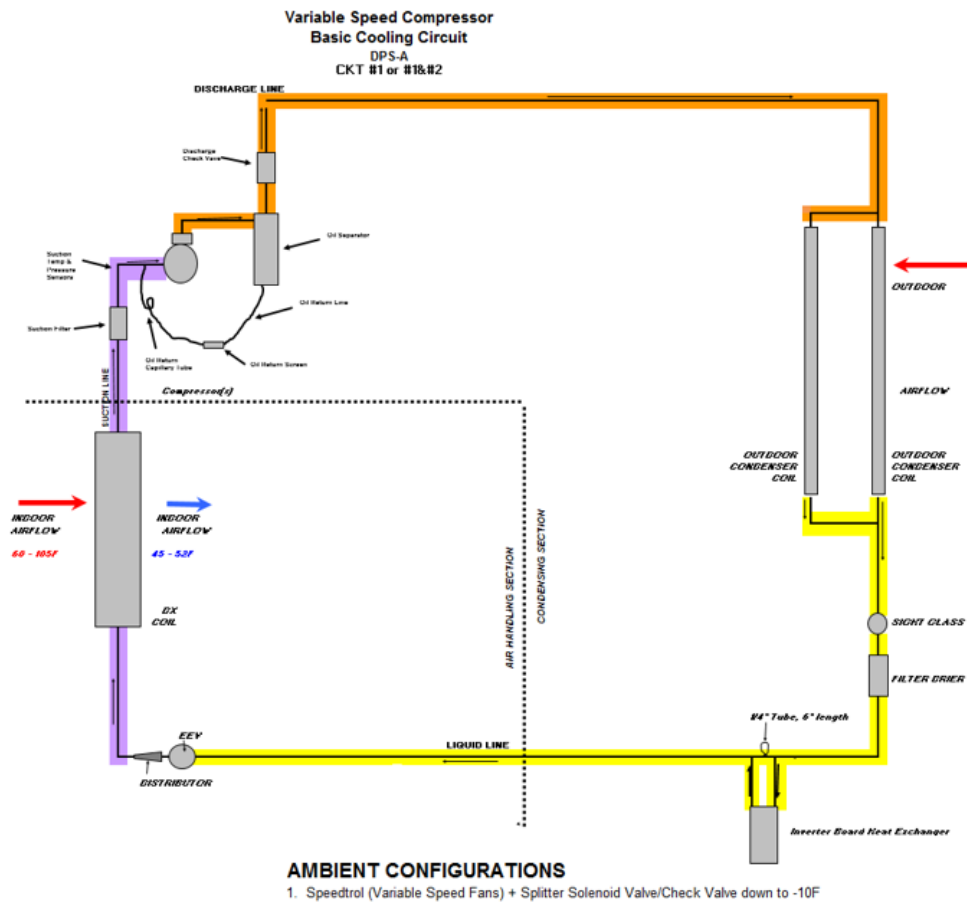 Variable Speed Compressor
Basic Cooling Circuit
DPS-A
CKT #1 or #1&#2
DISCHARGE LINE
Discharge
Check Valve
Oil Separator
Suction
Temp &
Pressure
Sensors
OUTDOOR
Oil Return Line
Suction Filter
Oil Return
Capillary Tube
Oil Return Screen
SUCTION LINE
Compressor(s)
AIRFLOW
OUTDOOR
CONDENSER
COIL
OUTDOOR
CONDENSER
COIL
INDOOR
AIRFLOW
60 - 105F
INDOOR
AIRFLOW
45 - 52F
AIR HANDLING SECTION
CONDENSING SECTION
DX
COIL
SIGHT GLASS
FILTER DRIER
1/4" Tube, 6" length
EEV
LIQUID LINE
DISTRIBUTOR
Inverter Board Heat Exchanger
AMBIENT CONFIGURATIONS
1. Speedtrol (Variable Speed Fans) + Splitter Solenoid Valve/Check Valve down to -10F